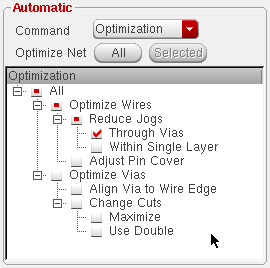 Automatic
Command Optimization
Optimize Net All Selected
Optimization
All
Optimize Wires
Reduce Jogs
Through Vias
Within Single Layer
Adjust Pin Cover
Optimize Vias
Align Via to Wire Edge
Change Cuts
Maximize
Use Double